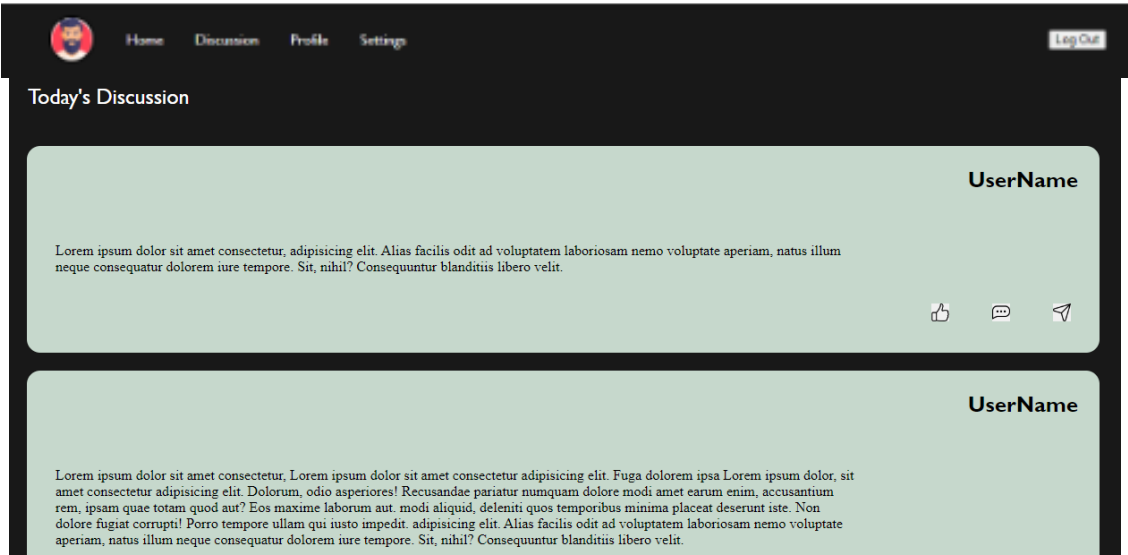 Home Discussion Profile Settings Log Out
Today's Discussion
UserName
Lorem ipsum dolor sit amet consectetur, adipisicing elit. Alias facilis odit ad voluptatem laboriosam nemo voluptate aperiam, natus illum
neque consequatur dolorem iure tempore. Sit, nihil? Consequuntur blanditiis libero velit.
UserName
Lorem ipsum dolor sit amet consectetur, Lorem ipsum dolor sit amet consectetur adipisicing elit. Fuga dolorem ipsa Lorem ipsum dolor, sit
amet consectetur adipisicing elit. Dolorum, odio asperiores! Recusandae pariatur numquam dolore modi amet earum enim, accusantium
rem, ipsam quae totam quod aut? Eos maxime laborum aut. modi aliquid, deleniti quos temporibus minima placeat deserunt iste. Non
dolore fugiat corrupti! Porro tempore ullam qui iusto impedit. adipisicing elit. Alias facilis odit ad voluptatem laboriosam nemo voluptate
aperiam, natus illum neque consequatur dolorem iure tempore. Sit, nihil? Consequuntur blanditiis libero velit.